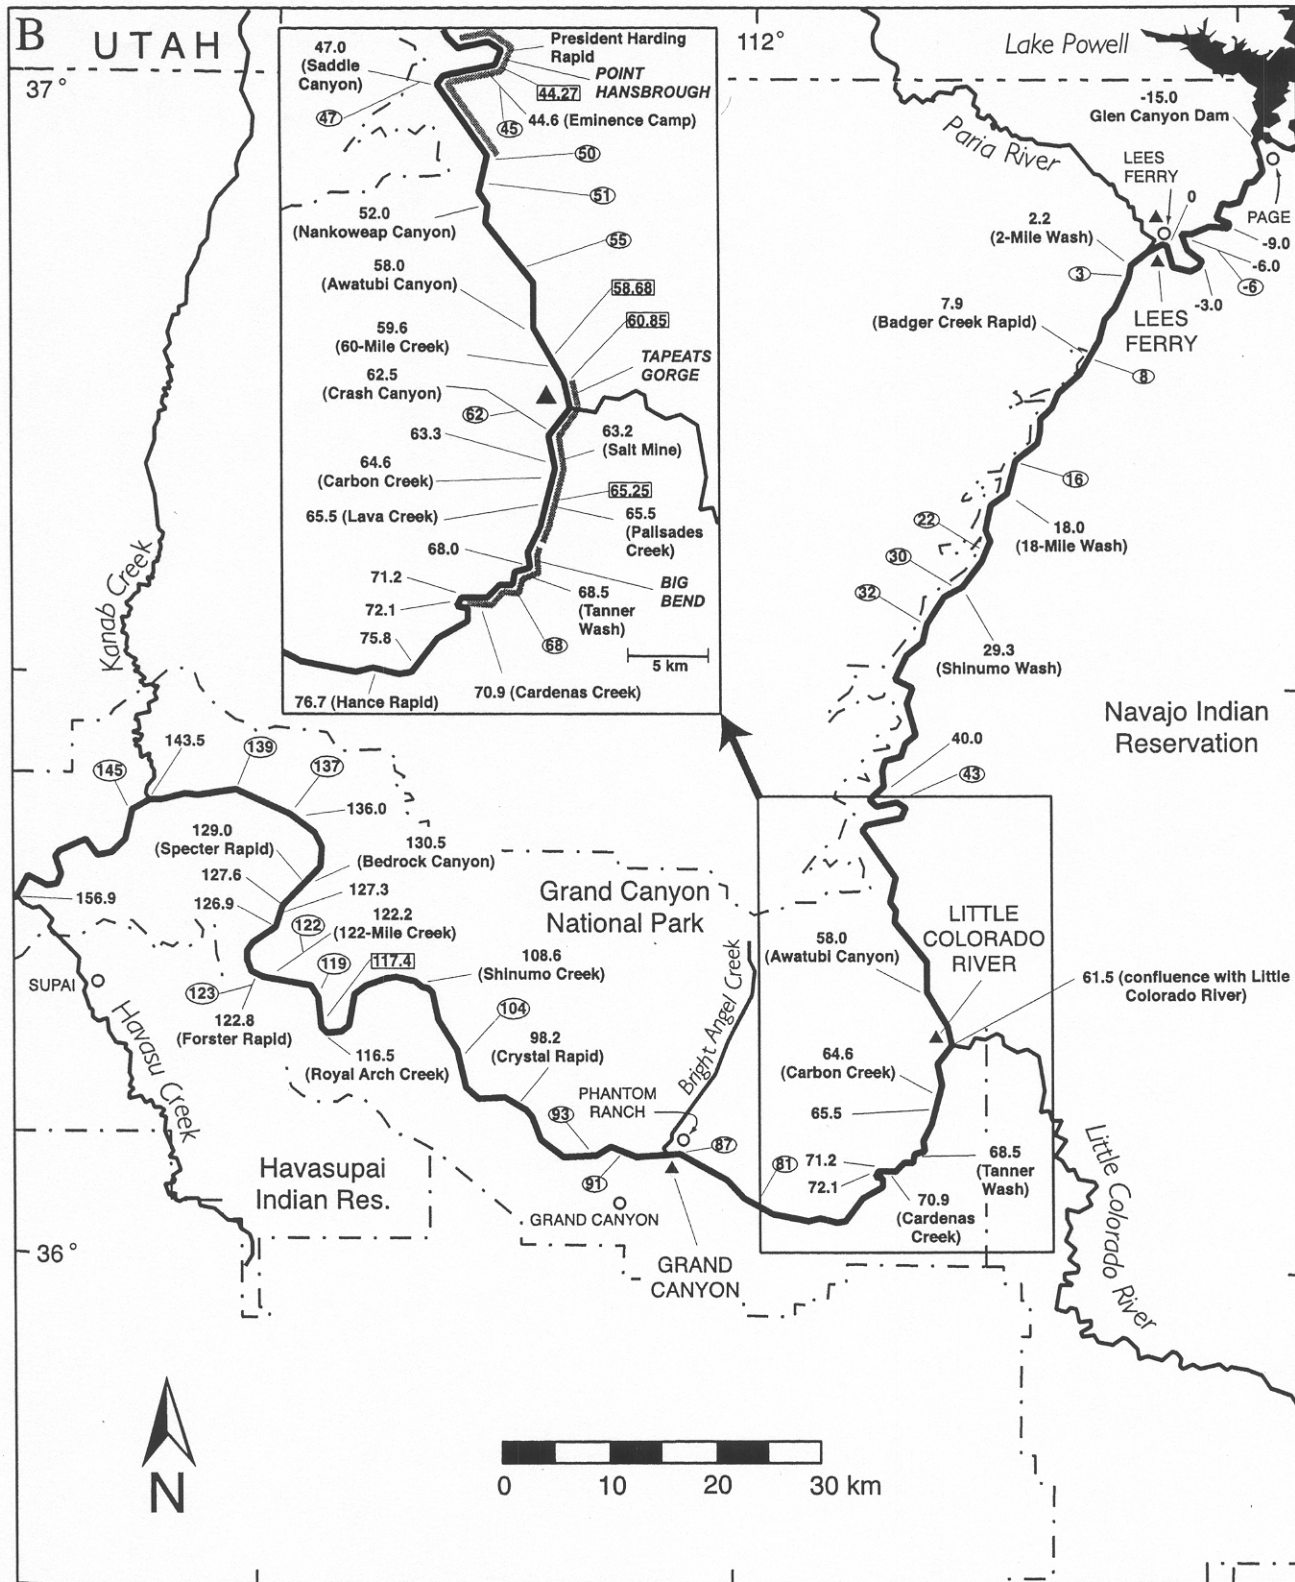 B
UTAH
37°
112°
Lake Powell
-15.0
Glen Canyon Dam
Paria River
LEES
FERRY
0
PAGE
2.2
(2-Mile Wash)
-9.0
-6.0
-6
-3.0
3
LEES
FERRY
7.9
(Badger Creek Rapid)
8
16
22
18.0
(18-Mile Wash)
30
32
29.3
(Shinumo Wash)
Navajo Indian
Reservation
40.0
43
47.0
(Saddle
Canyon)
President Harding
Rapid
POINT
HANSBROUGH
44.27
47
45
44.6 (Eminence Camp)
50
51
52.0
(Nankoweap Canyon)
55
58.0
(Awatubi Canyon)
58.68
59.6
(60-Mile Creek)
60.85
TAPEATS
GORGE
62.5
(Crash Canyon)
62
63.3
63.2
(Salt Mine)
64.6
(Carbon Creek)
65.25
65.5 (Lava Creek)
65.5
(Palisades
Creek)
68.0
BIG
BEND
71.2
68.5
(Tanner
Wash)
72.1
68
75.8
5 km
70.9 (Cardenas Creek)
76.7 (Hance Rapid)
Kanab Creek
143.5
139
145
137
136.0
129.0
(Specter Rapid)
130.5
(Bedrock Canyon)
127.6
127.3
156.9
126.9
122
122.2
(122-Mile Creek)
Grand Canyon
National Park
LITTLE
COLORADO
RIVER
58.0
(Awatubi Canyon)
61.5 (confluence with Little
Colorado River)
SUPAI
119
117.4
108.6
(Shinumo Creek)
123
122.8
(Forster Rapid)
104
Havasu Creek
116.5
(Royal Arch Creek)
98.2
(Crystal Rapid)
Bright Angel Creek
64.6
(Carbon Creek)
PHANTOM
RANCH
65.5
93
87
81
71.2
72.1
68.5
(Tanner
Wash)
91
70.9
(Cardenas
Creek)
Little Colorado River
Havasupai
Indian Res.
GRAND CANYON
36°
GRAND
CANYON
N
0
10
20
30 km